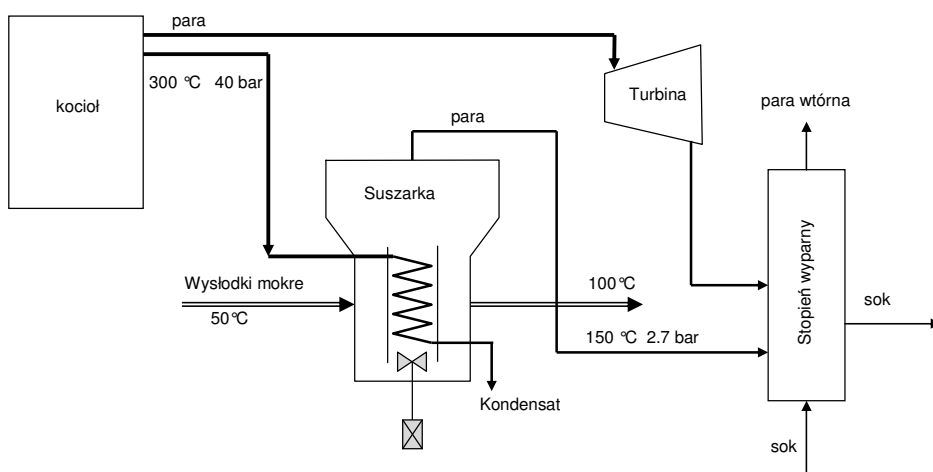 para
300 °C 40 bar
kocioł
Turbina
para
para wtórna
Suszarka
Wysłodki mokre
50°C
100°C
150 °C 2.7 bar
Stopień wyparny
sok
Kondensat
sok